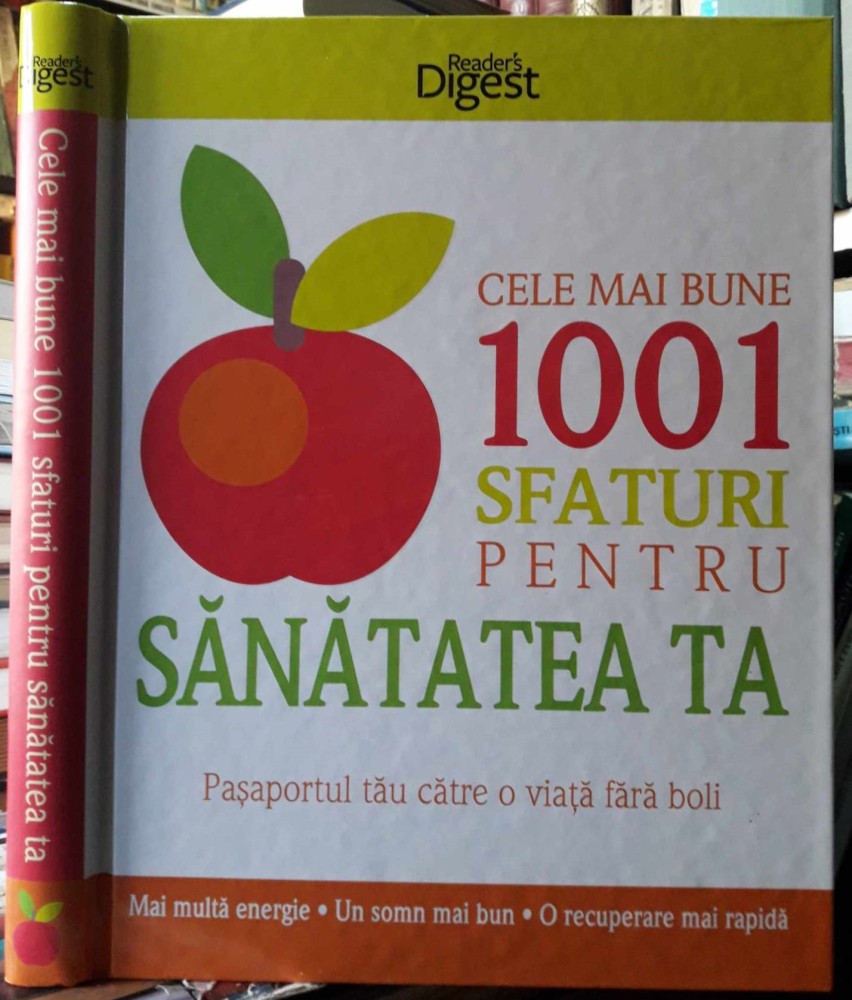 Reader's
Digest
Cele mai bune 1001 sfaturi pentru sănătatea ta
Reader's
Digest
CELE MAI BUNE
1001
SFATURI
PENTRU
SĂNĂTATEA TA
Pașaportul tău către o viață fără boli
Mai multă energie • Un somn mai bun • O recuperare mai rapidă